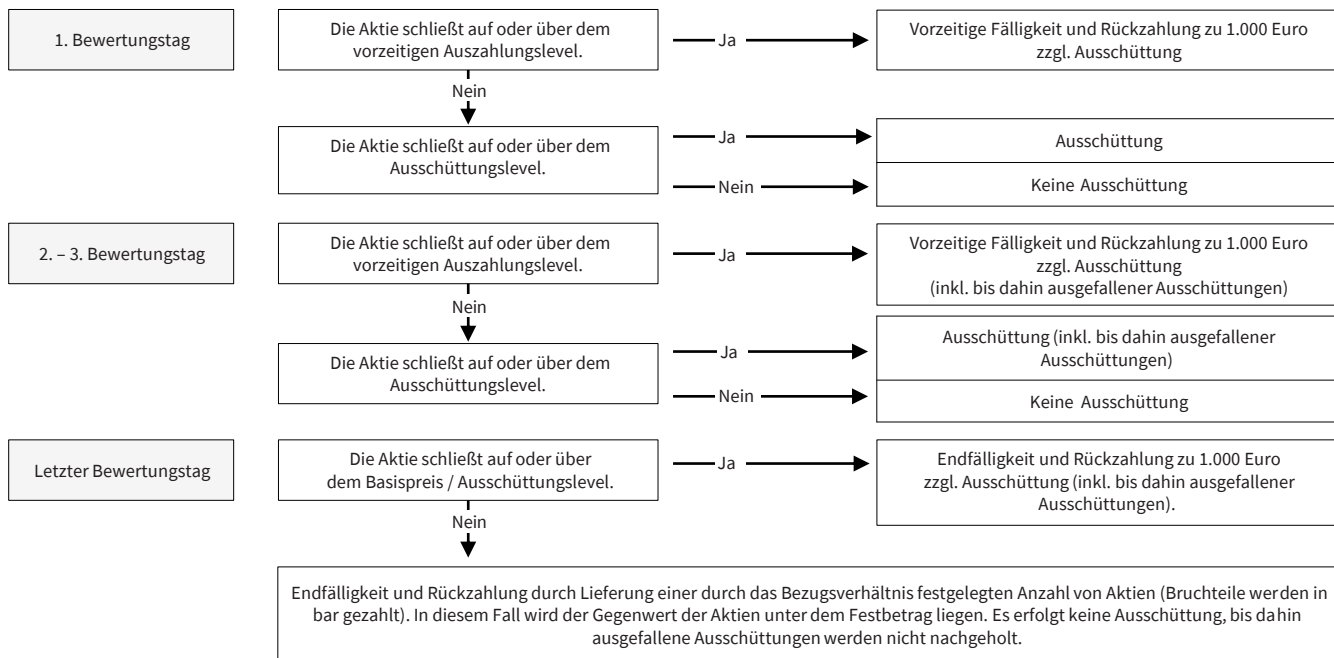 1. Bewertungstag
Die Aktie schließt auf oder über dem
vorzeitigen Auszahlungslevel.
Ja
Vorzeitige Fälligkeit und Rückzahlung zu 1.000 Euro
zzgl. Ausschüttung
Nein
Die Aktie schließt auf oder über dem
Ausschüttungslevel.
Ja
Ausschüttung
Nein
Keine Ausschüttung
2. – 3. Bewertungstag
Die Aktie schließt auf oder über dem
vorzeitigen Auszahlungslevel.
Ja
Vorzeitige Fälligkeit und Rückzahlung zu 1.000 Euro
zzgl. Ausschüttung
(inkl. bis dahin ausgefallener Ausschüttungen)
Nein
Die Aktie schließt auf oder über dem
Ausschüttungslevel.
Ja
Ausschüttung (inkl. bis dahin ausgefallener
Ausschüttungen)
Nein
Keine Ausschüttung
Letzter Bewertungstag
Die Aktie schließt auf oder über
dem Basispreis / Ausschüttungslevel.
Ja
Endfälligkeit und Rückzahlung zu 1.000 Euro
zzgl. Ausschüttung (inkl. bis dahin ausgefallener
Ausschüttungen).
Nein
Endfälligkeit und Rückzahlung durch Lieferung einer durch das Bezugsverhältnis festgelegten Anzahl von Aktien (Bruchteile werden in
bar gezahlt). In diesem Fall wird der Gegenwert der Aktien unter dem Festbetrag liegen. Es erfolgt keine Ausschüttung, bis dahin
ausgefallene Ausschüttungen werden nicht nachgeholt.